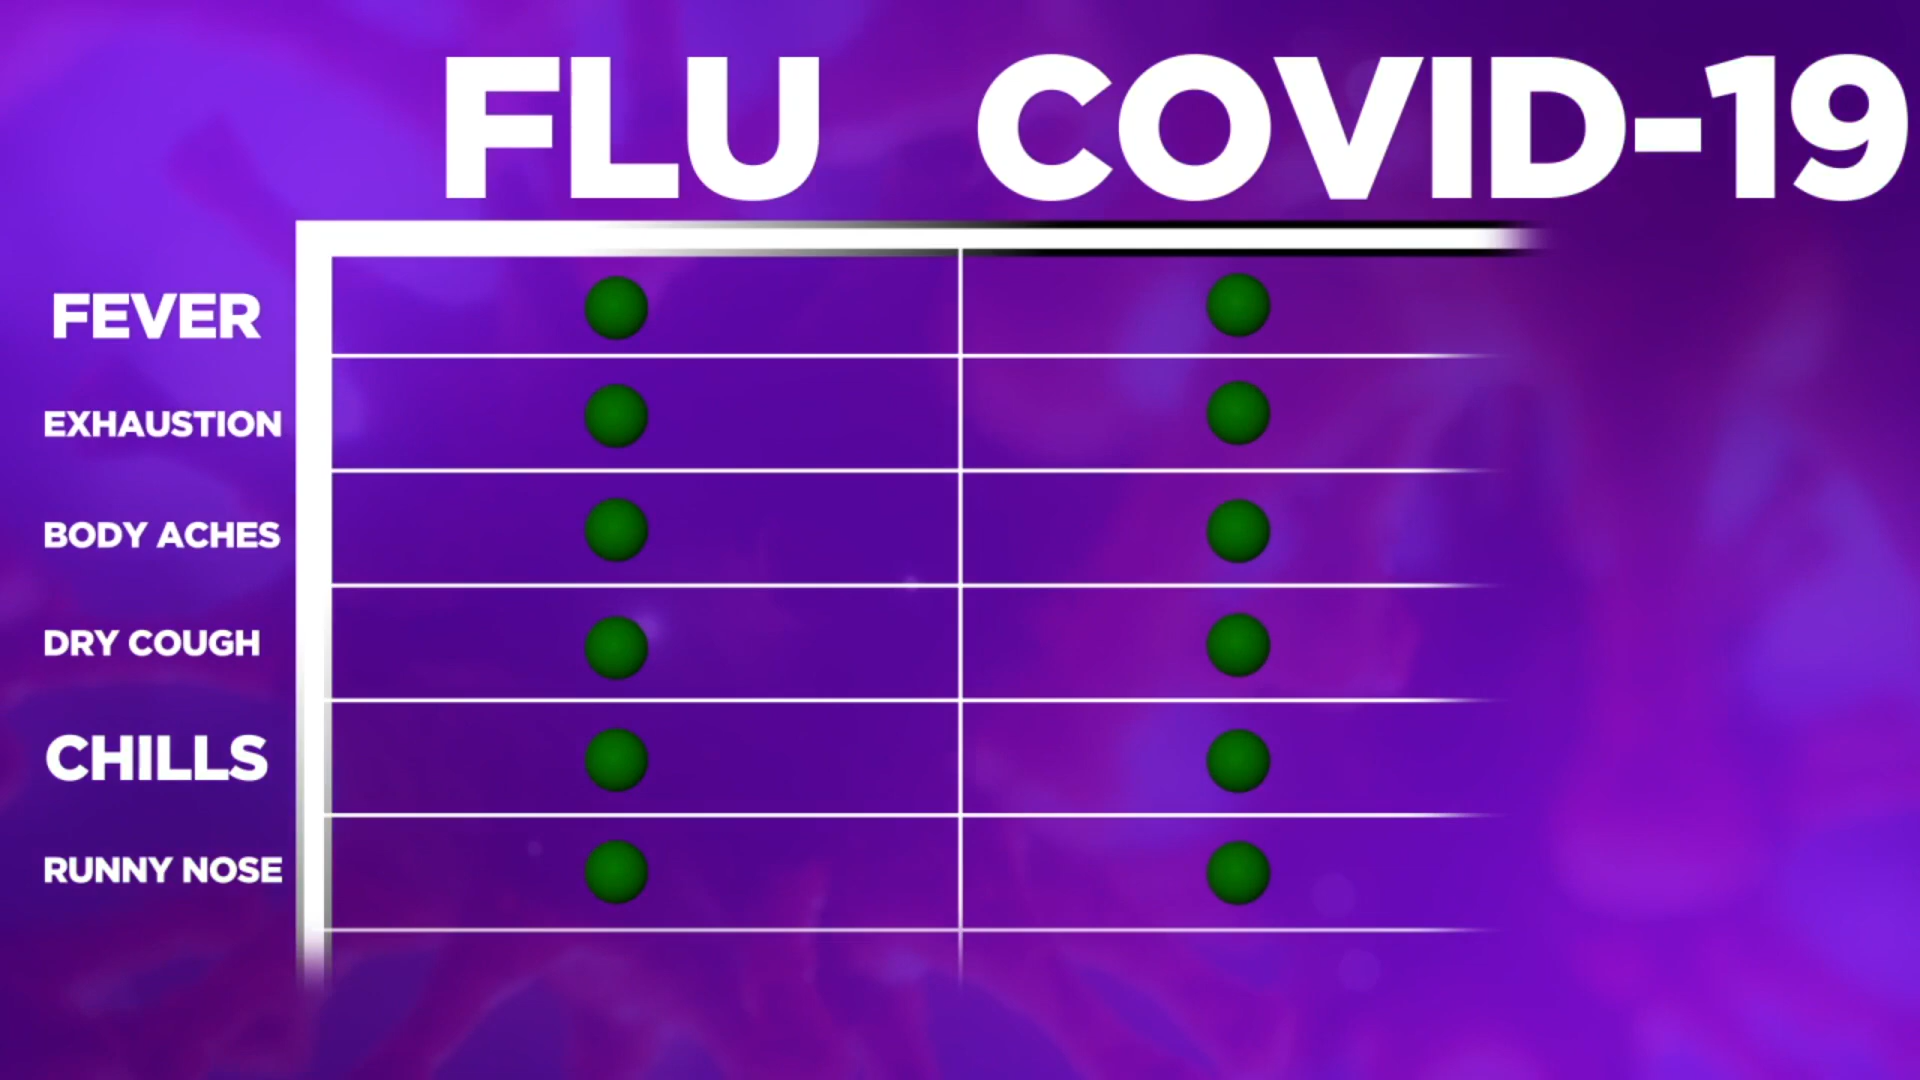 FLU COVID-19
FEVER
EXHAUSTION
BODY ACHES
DRY COUGH
CHILLS
RUNNY NOSE